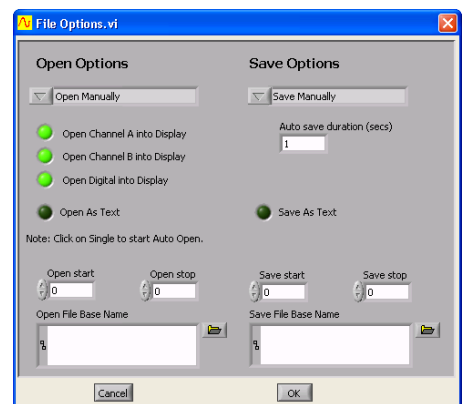 File Options.vi
Open Options
Save Options
Open Manually
Save Manually
Open Channel A into Display
Open Channel B into Display
Open Digital into Display
Auto save duration (secs)
1
Open As Text
Save As Text
Note: Click on Single to start Auto Open.
Open start
Open stop
Save start
Save stop
0
0
0
0
Open File Base Name
Save File Base Name
Cancel
OK